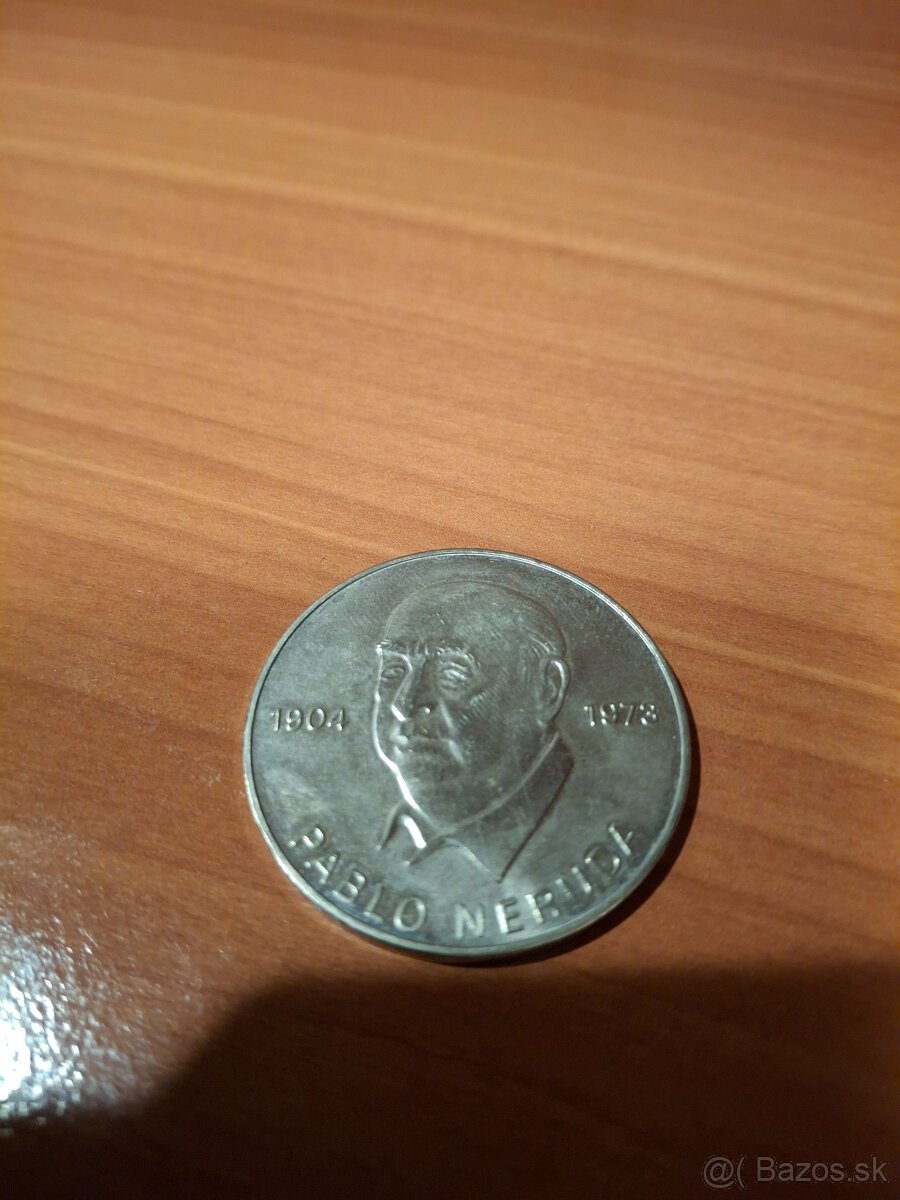 1904
1973
PABLO NERUDA
@( Bazos.sk